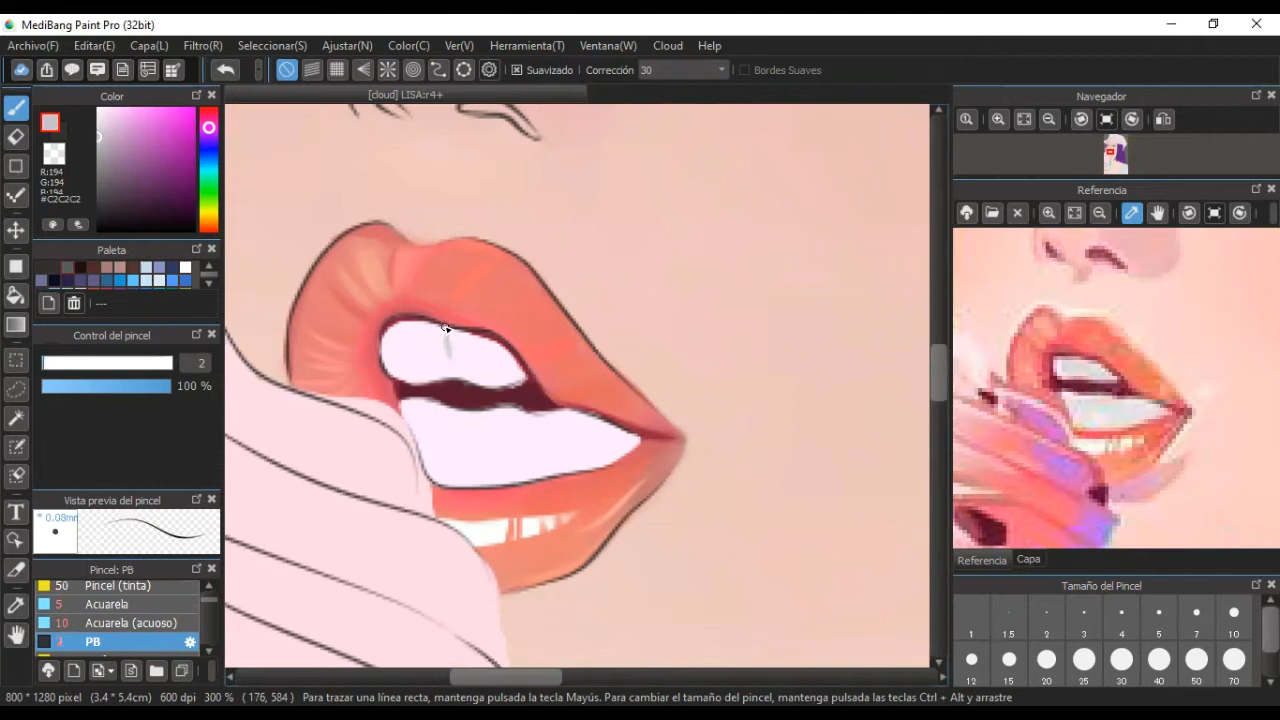 MediBang Paint Pro (32bit)
Archivo(F) Editar(E) Capa(L) Filtro(R) Seleccionar(S) Ajustar(N) Color(C) Ver(V) Herramienta(T) Ventana(W) Cloud Help
Suavizado Corrección 30 Bordes Suaves
Color
[cloud] LISA:r4+
Navegador
R:194
G:194
B:194
#C2C2C2
Referencia
Paleta
---
Control del pincel
2
100 %
Vista previa del pincel
* 0.08mm
Pincel: PB
50 Pincel (tinta)
5 Acuarela
10 Acuarela (acuoso)
PB
Referencia Capa
Tamaño del Pincel
1 1.5 2 3 4 5 7 10
12 15 20 25 30 40 50 70
800 * 1280 pixel (3.4 * 5.4cm) 600 dpi 300 % ( 176, 584 ) Para trazar una línea recta, mantenga pulsada la tecla Mayús. Para cambiar el tamaño del pincel, mantenga pulsada las teclas Ctrl + Alt y arrastre